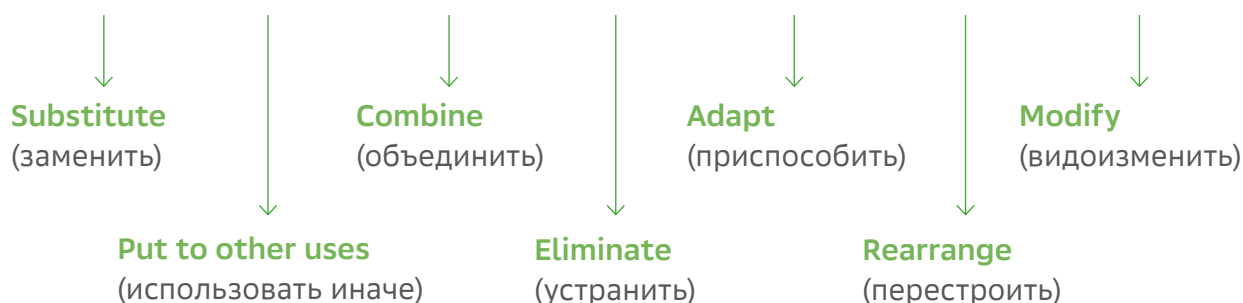 Substitute
(заменить)
Combine
(объединить)
Adapt
(приспособить)
Modify
(видоизменить)
Put to other uses
(использовать иначе)
Eliminate
(устранить)
Rearrange
(перестроить)